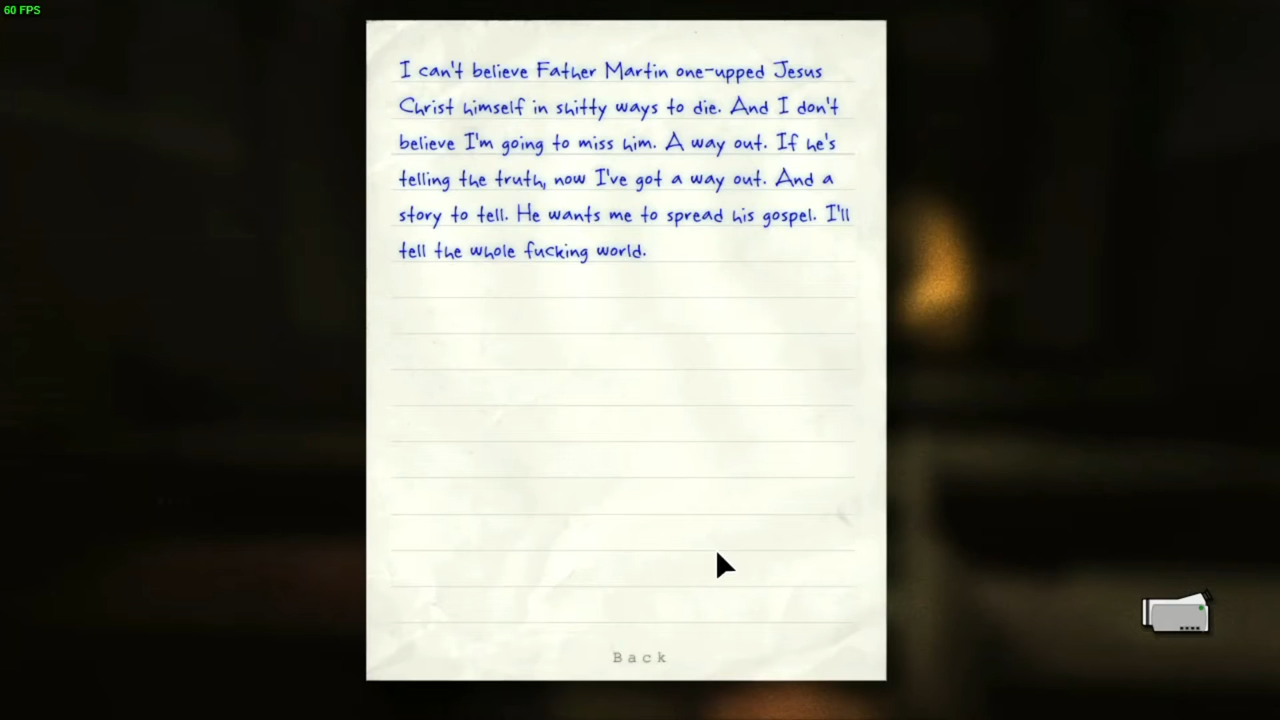 60 FPS
I can't believe Father Martin one-upped Jesus
Christ himself in shitty ways to die. And I don't
believe I'm going to miss him. A way out. If he's
telling the truth, now I've got a way out. And a
story to tell. He wants me to spread his gospel. I'll
tell the whole fucking world.
Back